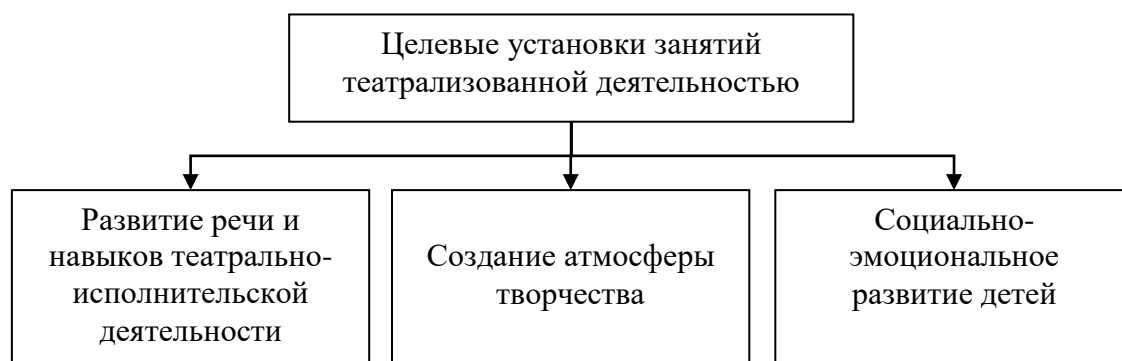 Целевые установки занятий
театрализованной деятельностью
Развитие речи и
навыков театрально-
исполнительской
деятельности
Создание атмосферы
творчества
Социально-
эмоциональное
развитие детей